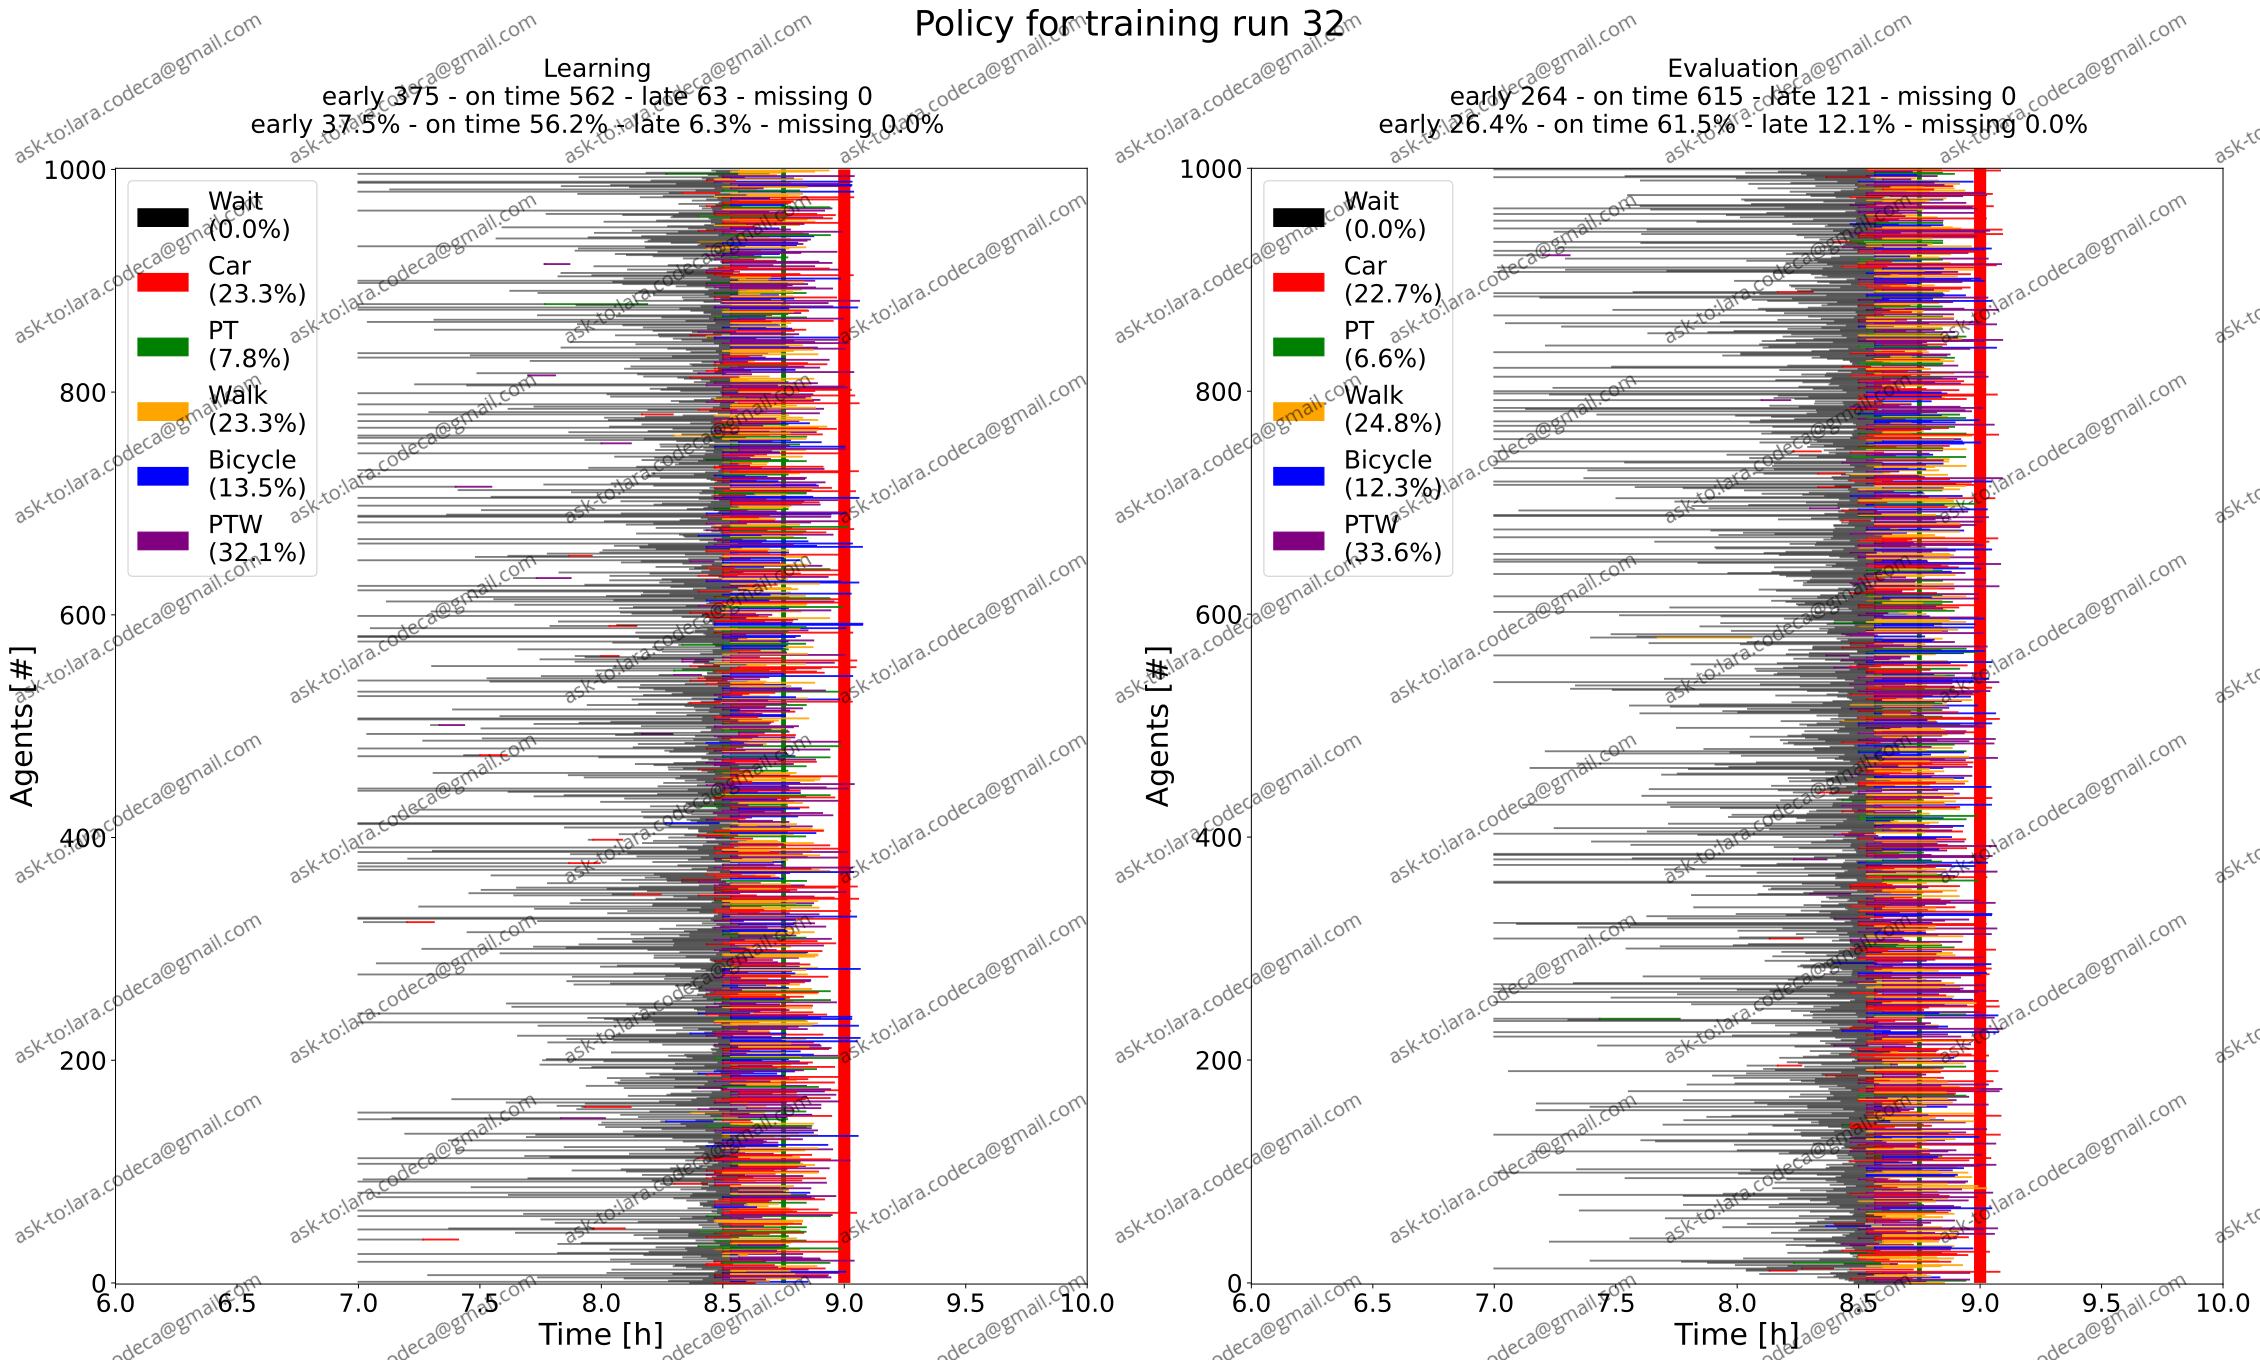 Policy for training run 32
Learning
early 375 - on time 562 - late 63 - missing 0
early 37.5% - on time 56.2% - late 6.3% - missing 0.0%
1000
800
600
400
200
0
Agents [#]
Wait
(0.0%)
Car
(23.3%)
PT
(7.8%)
Walk
(23.3%)
Bicycle
(13.5%)
PTW
(32.1%)
6.0 6.5 7.0 7.5 8.0 8.5 9.0 9.5 10.0
Time [h]
Evaluation
early 264 - on time 615 - late 121 - missing 0
early 26.4% - on time 61.5% - late 12.1% - missing 0.0%
1000
800
600
400
200
0
Agents [#]
Wait
(0.0%)
Car
(22.7%)
PT
(6.6%)
Walk
(24.8%)
Bicycle
(12.3%)
PTW
(33.6%)
6.0 6.5 7.0 7.5 8.0 8.5 9.0 9.5 10.0
Time [h]
ask-to:lara.codeca@gmail.com